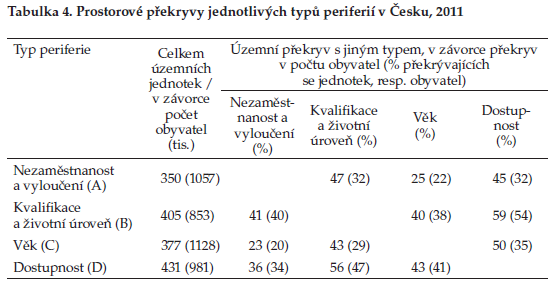 Tabulka 4. Prostorové překryvy jednotlivých typů periferií v Česku, 2011
Typ periferie
Celkem
územních
jednotek /
v závorce
počet
obyvatel
(tis.)
Územní překryv s jiným typem, v závorce překryv
v počtu obyvatel (% překrývajících
se jednotek, resp. obyvatel)
Nezaměst-
nanost a
vyloučení
(%)
Kvalifikace
a životní
úroveň (%)
Věk
(%)
Dostup-
nost
(%)
Nezaměstnanost
a vyloučení (A) 350 (1057) 47 (32) 25 (22) 45 (32)
Kvalifikace
a životní úroveň (B) 405 (853) 41 (40) 40 (38) 59 (54)
Věk (C) 377 (1128) 23 (20) 43 (29) 50 (35)
Dostupnost (D) 431 (981) 36 (34) 56 (47) 43 (41)